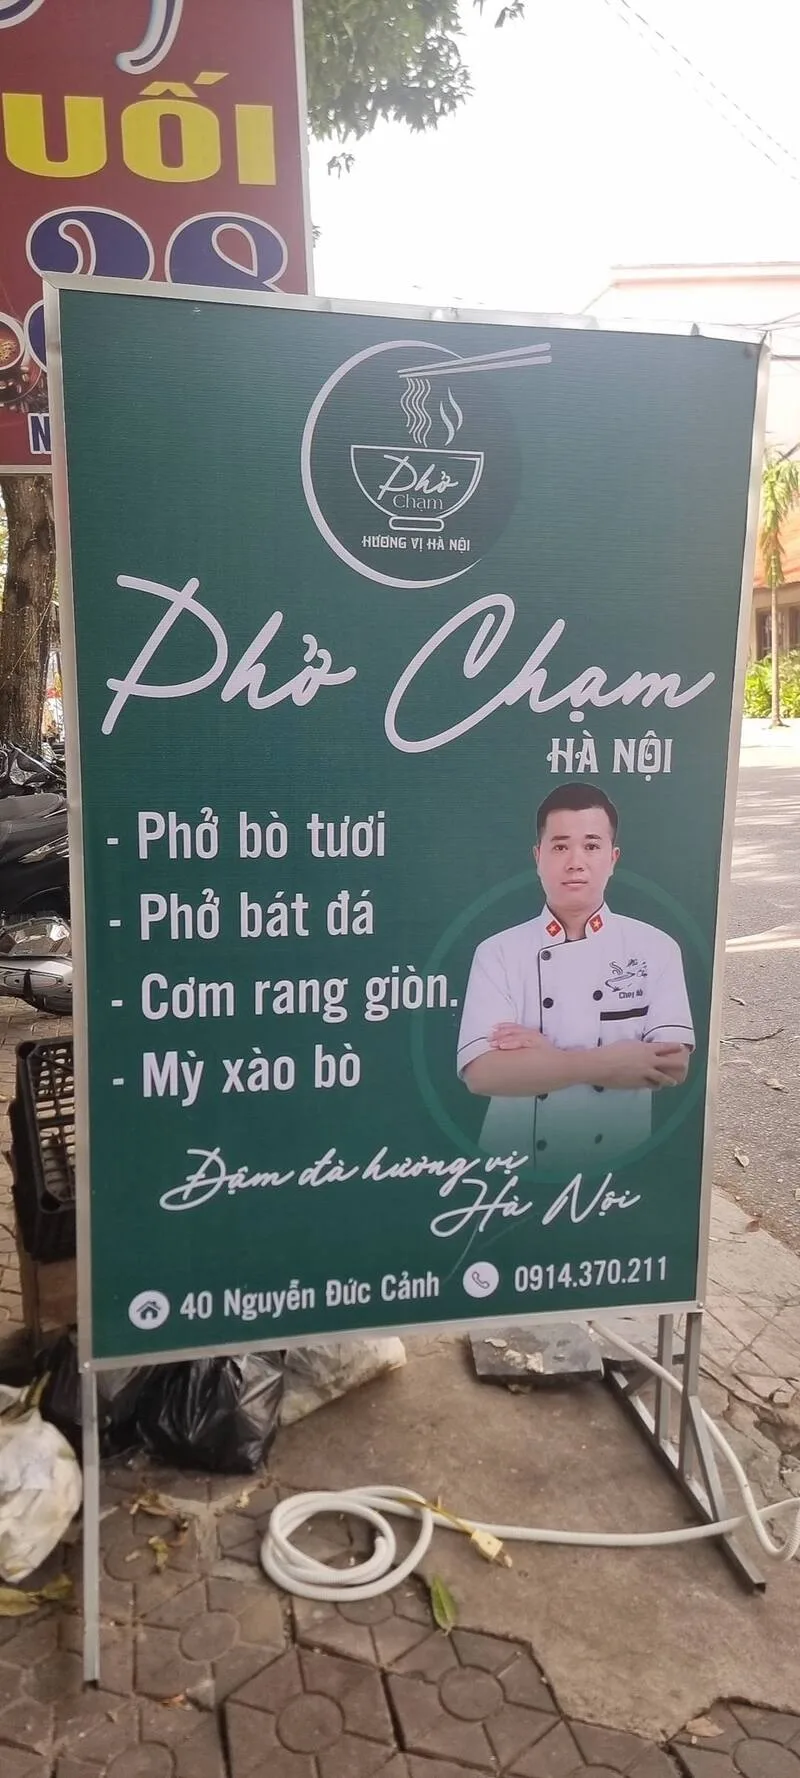 UỐI
Phở
Chạm
HƯƠNG VỊ HÀ NỘI
Phở Chạm
HÀ NỘI
- Phở bò tươi
- Phở bát đá
- Cơm rang giòn.
- Mỳ xào bò
Đậm đà hương vị
Hà Nội
40 Nguyễn Đức Cảnh 0914.370.211